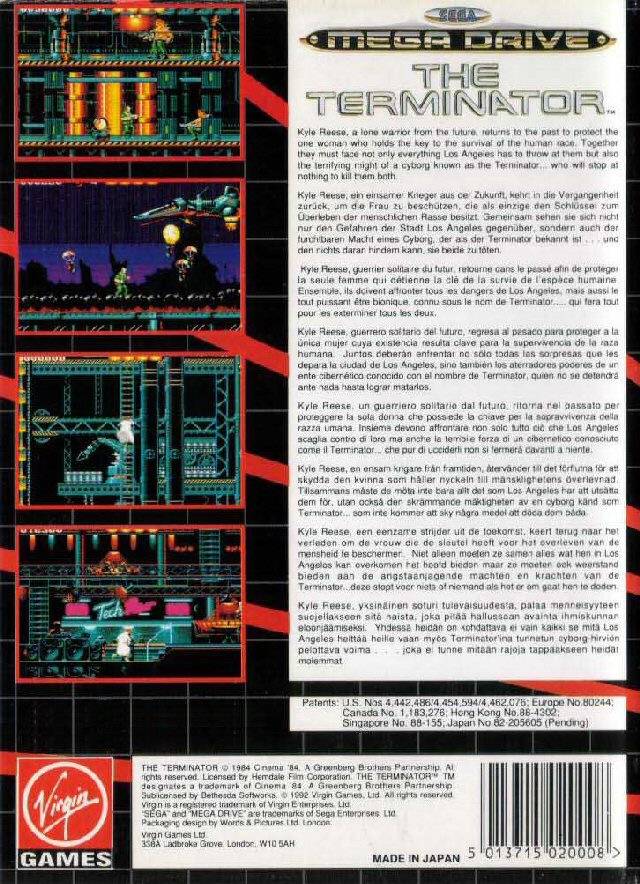 SEGA
MEGA DRIVE
THE
TERMINATOR™
Kyle Reese, a lone warrior from the future, returns to the past to protect the
one woman who holds the key to the survival of the human race. Together
they must face not only everything Los Angeles has to throw at them but also
the terrifying might of a cyborg known as the Terminator... who will stop at
nothing to kill them both.
Kyle Reese, ein einsamer Krieger aus der Zukunft, kehrt in die Vergangenheit
zurück, um die Frau zu beschützen, die als einzige den Schlüssel zum
Überleben der menschlichen Rasse besitzt. Gemeinsam sehen sie sich nicht
nur den Gefahren der Stadt Los Angeles gegenüber, sondern auch der
furchtbaren Macht eines Cyborg, der als der Terminator bekannt ist . . . und
den nichts daran hindern kann, sie beide zu töten.
Kyle Reese, guerrier solitaire du futur, retourne dans le passé afin de protéger
la seule femme qui détienne la clé de la survie de l'espèce humaine.
Ensemble, ils doivent affronter tous les dangers de Los Angeles, mais aussi le
tout puissant être bionique, connu sous le nom de Terminator..... qui fera tout
pour les exterminer tous les deux.
Kyle Reese, guerrero solitario del futuro, regresa al pasado para proteger a la
única mujer cuya existencia resulta clave para la supervivencia de la raza
humana. Juntos deberán enfrentar no sólo todas las sorpresas que les
depara la ciudad de Los Angeles, sino también los aterradores poderes de un
ente cibernético conocido con el nombre de Terminator, quien no se detendrá
ante nada hasta lograr matarlos.
Kyle Reese, un guerriero solitario dal futuro, ritorna nel passato per
proteggere la sola donna che possiede la chiave per la sopravvivenza della
razza umana. Insieme devono affrontare non solo tutto ciò che Los Angeles
scaglia contro di loro ma anche la terribile forza di un cibernetico conosciuto
come il Terminator... che pur di ucciderli non si fermerà davanti a niente.
Kyle Reese, en ensam krigare från framtiden, återvänder till det förflutna för att
skydda den kvinna som håller nyckeln till mänsklighetens överlevnad.
Tillsammans måste de möta inte bara allt det som Los Angeles har att utsätta
dem för, utan också den skrämmande mäktigheten av en cyborg känd som
Terminator... som inte kommer att sky några medel att döda dom båda.
Kyle Reese, een eenzame strijder uit de toekomst, keert terug naar het
verleden om de vrouw die de sleutel heeft voor het overleven van de
mensheid te beschermen. Niet alleen moeten ze samen alles wat hen in Los
Angeles kan overkomen het hoofd bieden maar ze moeten ook weerstand
bieden aan de angstaanjagende machten en krachten van de
Terminator...deze stopt voor niets of niemand als het er om gaat hen te doden.
Kyle Reese, yksinäinen soturi tulevaisuudesta, palaa menneisyyteen
suojellakseen sitä naista, joka pitää hallussaan avainta ihmiskunnan
eloonjäämiseksi. Yhdessä heidän on kohdattava ei vain kaikki se mitä Los
Angeles heittää heille vaan myös Terminator'ina tunnetun cyborg-hirviön
pelottava voima . . . , joka ei tunne mitään rajoja tappaakseen heidät
molemmat
Tech
Patents: U.S. Nos 4,442,486/4,454,594/4,462,076; Europe No.80244;
Canada No. 1,183,276; Hong Kong No.88-4302;
Singapore No. 88-155; Japan No.82-205605 (Pending)
Virgin
GAMES
THE TERMINATOR © 1984 Cinema '84, A Greenberg Brothers Partnership. All
rights reserved. Licensed by Hemdale Film Corporation. THE TERMINATOR™ TM
designates a trademark of Cinema '84, A Greenberg Brothers Partnership.
Sublicensed by Bethesda Softworks. © 1992 Virgin Games, Ltd. All rights reserved.
Virgin is a registered trademark of Virgin Enterprises, Ltd.
"SEGA" and "MEGA DRIVE" are trademarks of Sega Enterprises, Ltd.
Packaging design by Words & Pictures Ltd, London.
Virgin Games Ltd.
338A Ladbroke Grove, London, W10 5AH
MADE IN JAPAN
5 013715 020008 >